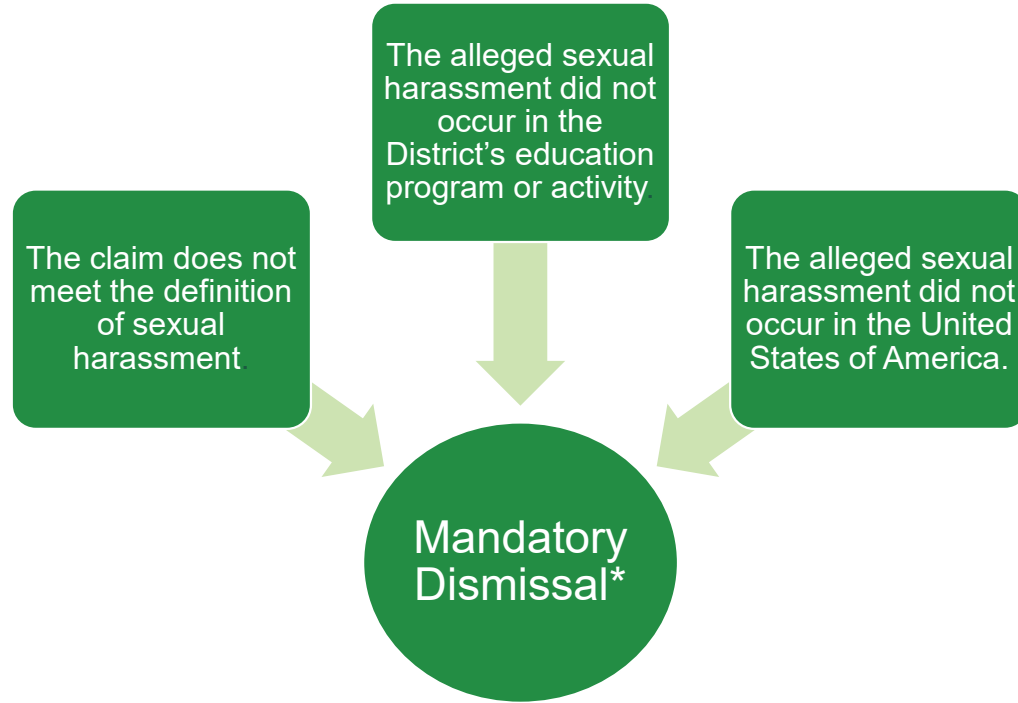 The alleged sexual
harassment did not
occur in the
District’s education
program or activity.
The claim does not
meet the definition
of sexual
harassment.
The alleged sexual
harassment did not
occur in the United
States of America.
Mandatory
Dismissal*